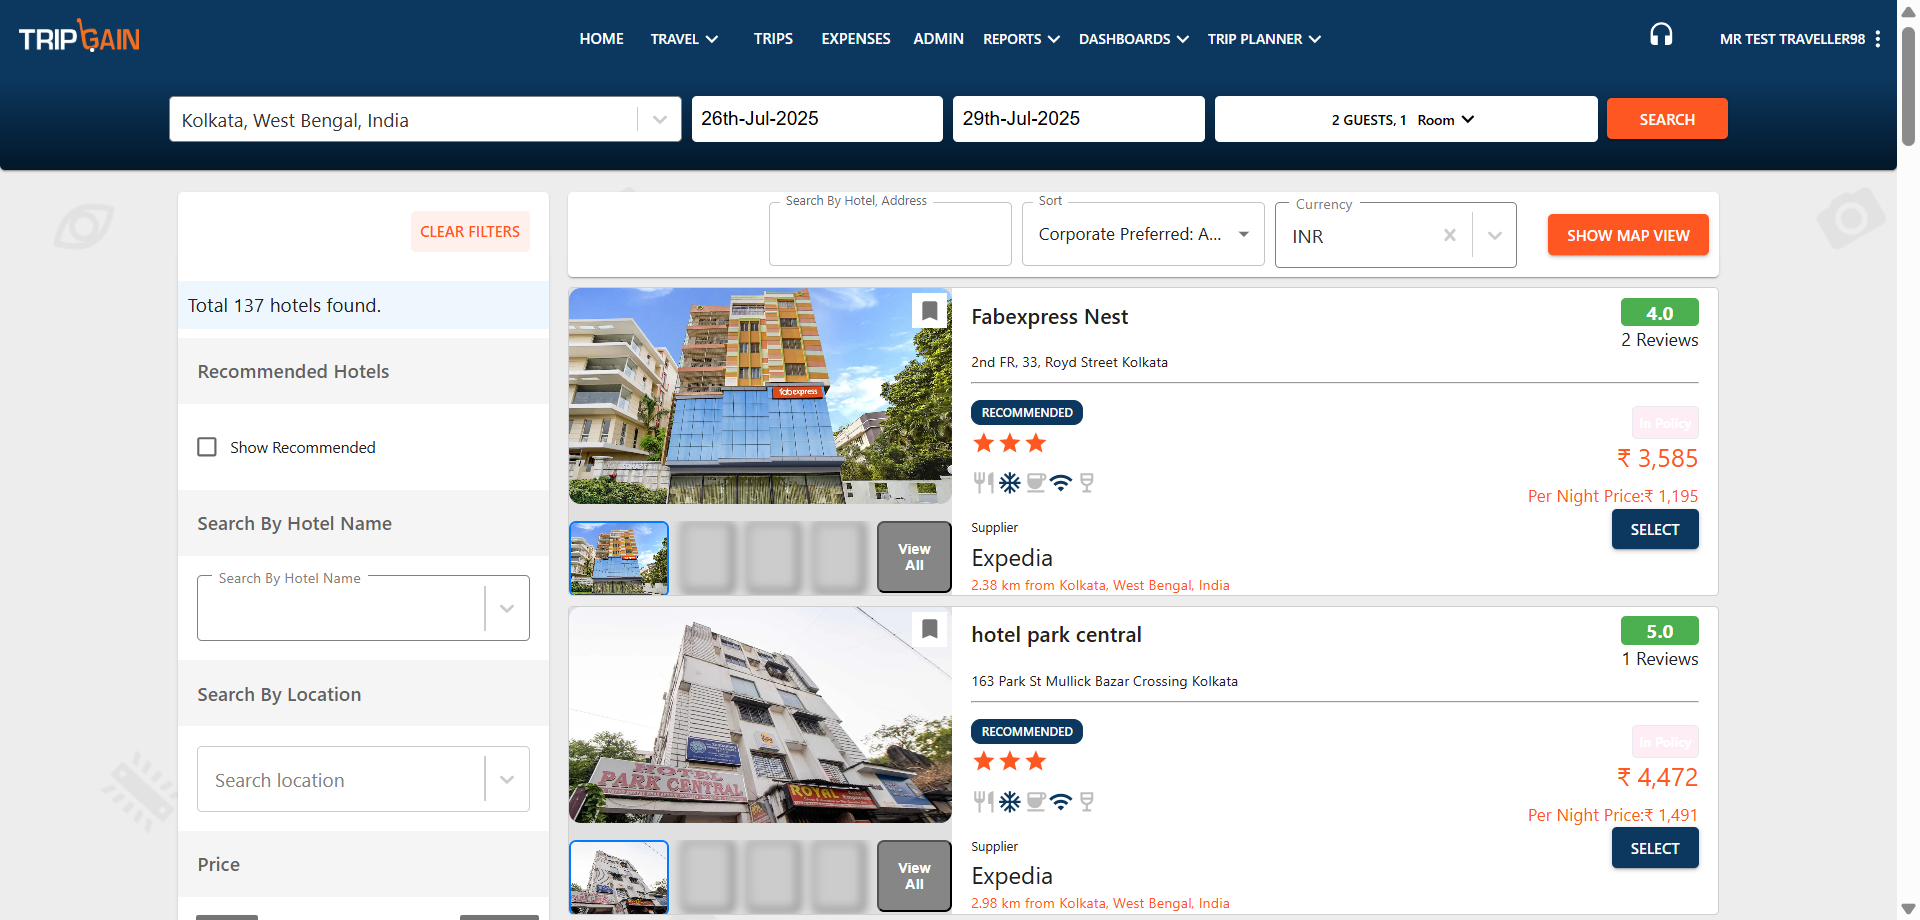 TRIPGAIN
HOME TRAVEL TRIPS EXPENSES ADMIN REPORTS DASHBOARDS TRIP PLANNER
MR TEST TRAVELLER98
Kolkata, West Bengal, India
26th-Jul-2025
29th-Jul-2025
2 GUESTS, 1 Room
SEARCH
CLEAR FILTERS
Total 137 hotels found.
Recommended Hotels
Show Recommended
Search By Hotel Name
Search By Hotel Name
Search By Location
Search location
Price
Search By Hotel, Address
Sort
Corporate Preferred: A...
Currency
INR
SHOW MAP VIEW
fabexpress
View
All
Fabexpress Nest
2nd FR, 33, Royd Street Kolkata
RECOMMENDED
Supplier
Expedia
2.38 km from Kolkata, West Bengal, India
4.0
2 Reviews
In Policy
₹ 3,585
Per Night Price:₹ 1,195
SELECT
HOTEL
PARK CENTRAL
ROYAL
View
All
hotel park central
163 Park St Mullick Bazar Crossing Kolkata
RECOMMENDED
Supplier
Expedia
2.98 km from Kolkata, West Bengal, India
5.0
1 Reviews
In Policy
₹ 4,472
Per Night Price:₹ 1,491
SELECT